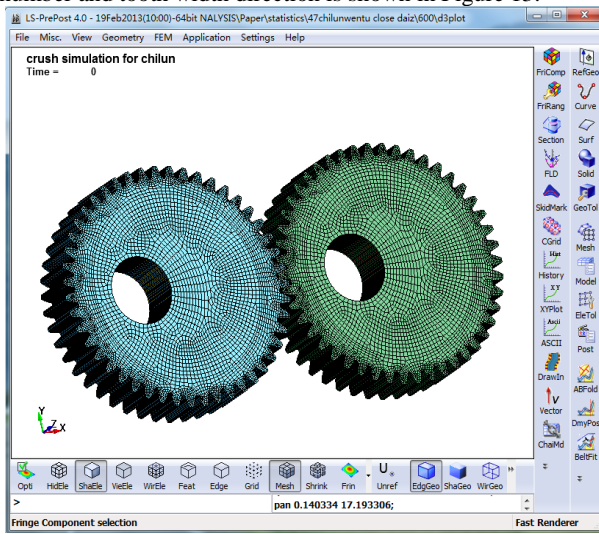 number and tooth width direction is shown in Figure 13.
LS-PrePost 4.0 - 19Feb2013(10:00)-64bit NALYSIS\Paper\statistics\47chilunwentu close daiz\600\d3plot
File Misc. View Geometry FEM Application Settings Help
crush simulation for chilun
Time = 0
FriComp RefGeo
FriRang Curve
Section Surf
FLD Solid
SkidMark GeoTol
CGrid Mesh
Hist
History Model
XY
XYPlot EleTol
Ascii
ASCII Post
DrawIn ABFold
Vector DmyPos
ChaiMd BeltFit
Y
Z X
Opti HidEle ShaEle VieEle WirEle Feat Edge Grid Mesh Shrink Frin Unref EdgGeo ShaGeo WirGeo
> pan 0.140334 17.193306;
Fringe Component selection Fast Renderer